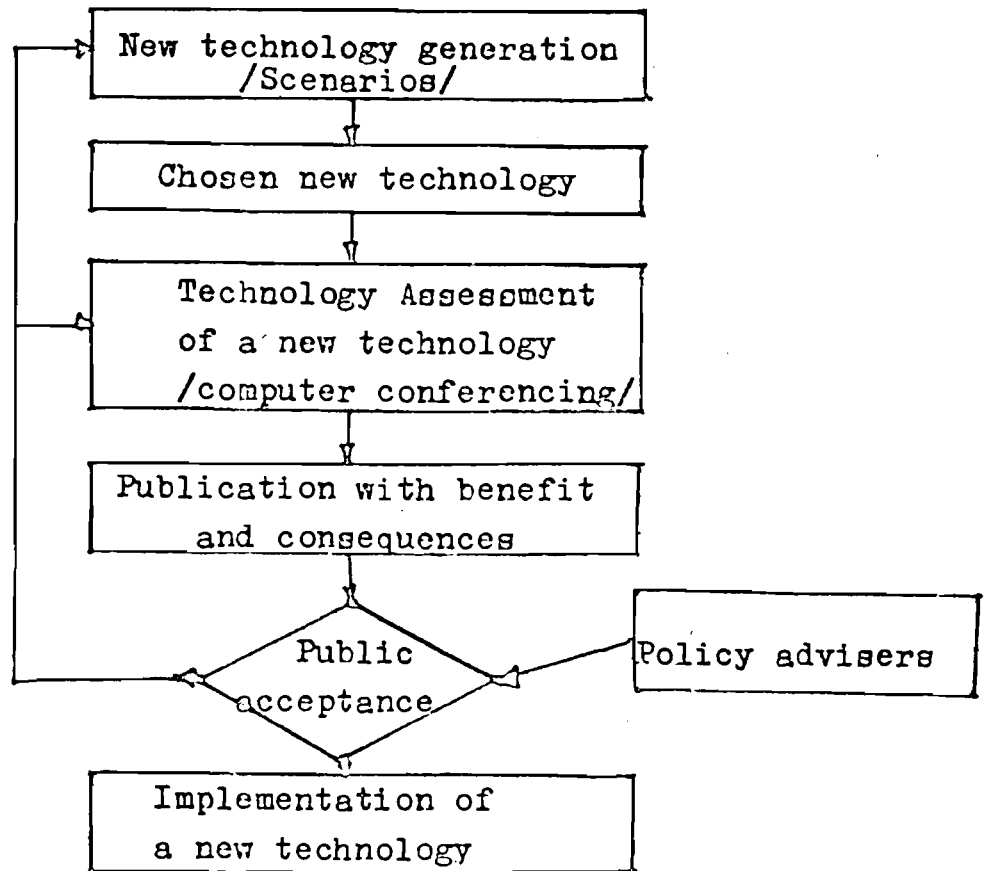 New technology generation
/Scenarios/
Chosen new technology
Technology Assessment
of a new technology
/computer conferencing/
Publication with benefit
and consequences
Public
acceptance
Policy advisers
Implementation of
a new technology